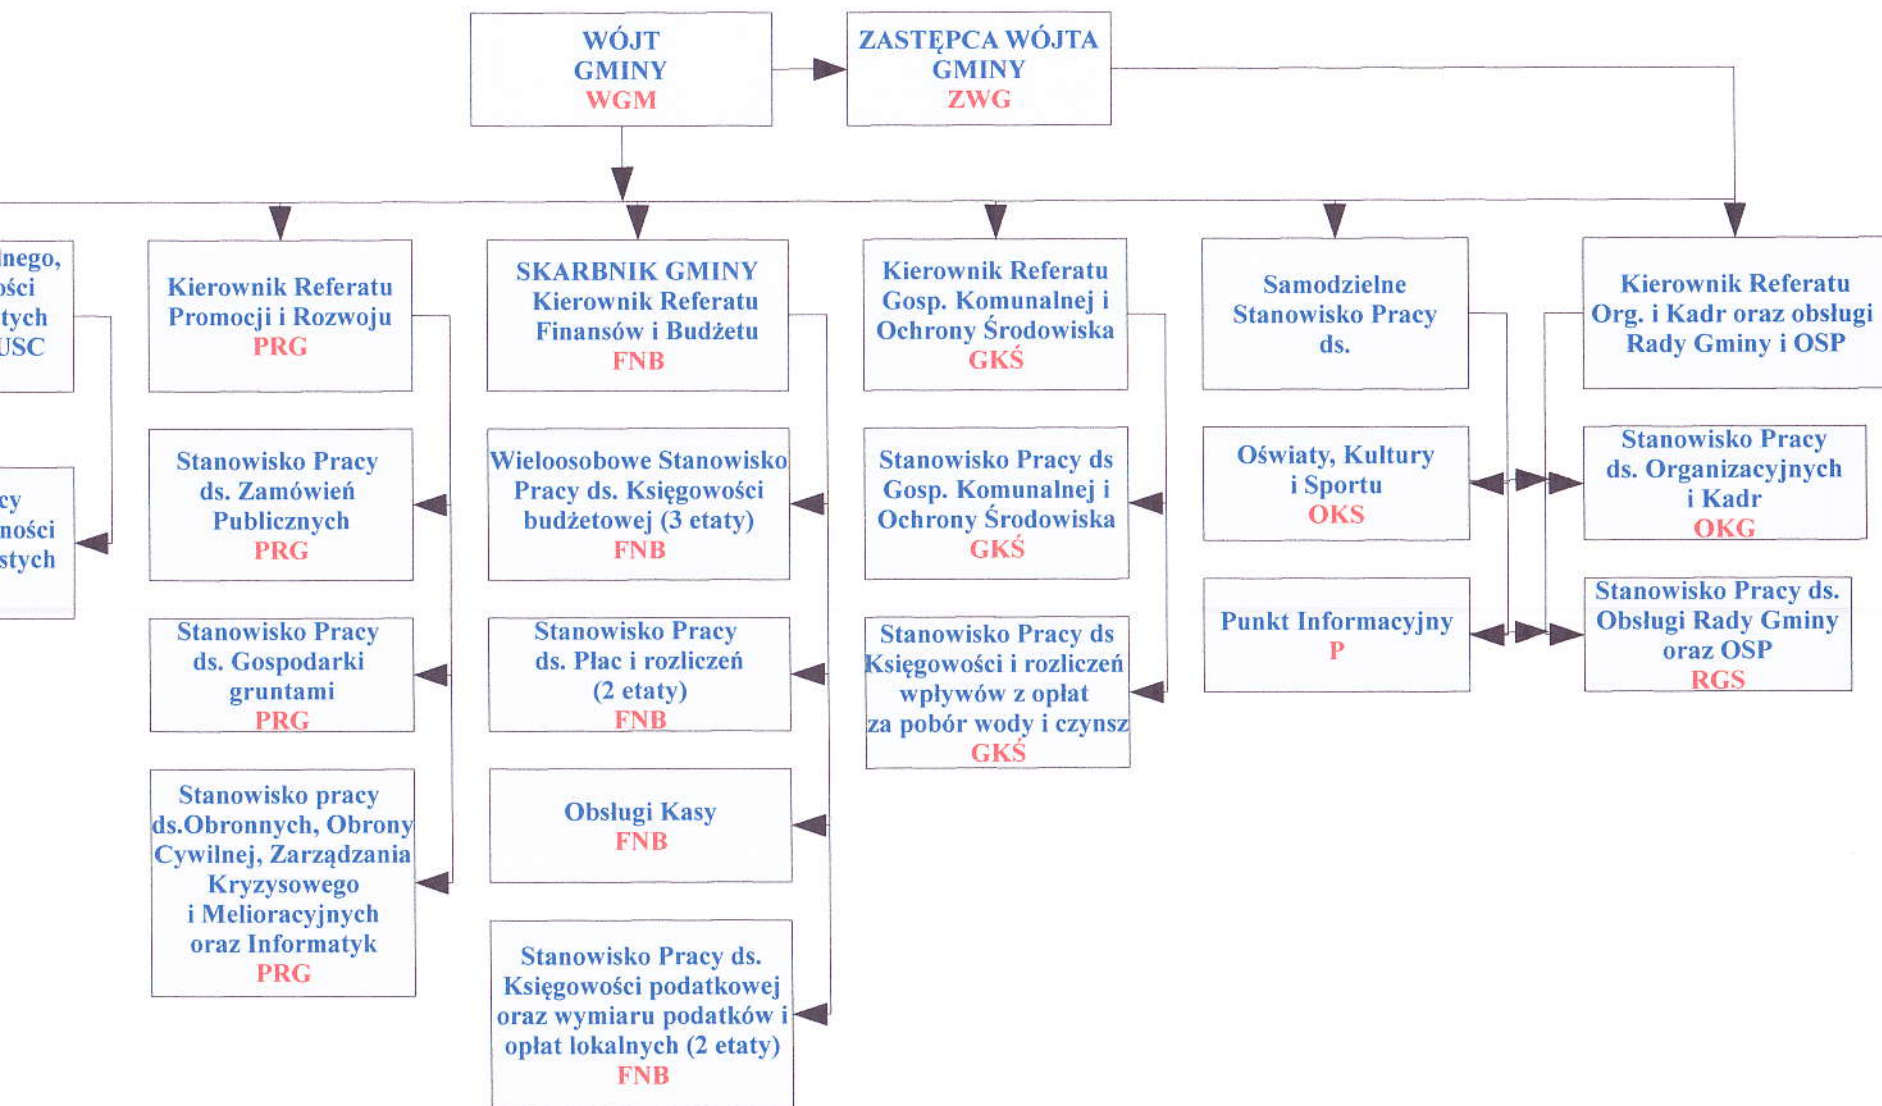 WÓJT
GMINY
WGM
ZASTĘPCA WÓJTA
GMINY
ZWG
USC
Kierownik Referatu
Promocji i Rozwoju
PRG
SKARBNIK GMINY
Kierownik Referatu
Finansów i Budżetu
FNB
Kierownik Referatu
Gosp. Komunalnej i
Ochrony Środowiska
GKŚ
Samodzielne
Stanowisko Pracy
ds.
Kierownik Referatu
Org. i Kadr oraz obsługi
Rady Gminy i OSP
Stanowisko Pracy
ds. Zamówień
Publicznych
PRG
Wieloosobowe Stanowisko
Pracy ds. Księgowości
budżetowej (3 etaty)
FNB
Stanowisko Pracy ds
Gosp. Komunalnej i
Ochrony Środowiska
GKŚ
Oświaty, Kultury
i Sportu
OKS
Stanowisko Pracy
ds. Organizacyjnych
i Kadr
OKG
Stanowisko Pracy
ds. Gospodarki
gruntami
PRG
Stanowisko Pracy
ds. Płac i rozliczeń
(2 etaty)
FNB
Stanowisko Pracy ds
Księgowości i rozliczeń
wpływów z opłat
za pobór wody i czynsz
GKŚ
Punkt Informacyjny
P
Stanowisko Pracy ds.
Obsługi Rady Gminy
oraz OSP
RGS
Stanowisko pracy
ds.Obronnych, Obrony
Cywilnej, Zarządzania
Kryzysowego
i Melioracyjnych
oraz Informatyk
PRG
Obsługi Kasy
FNB
Stanowisko Pracy ds.
Księgowości podatkowej
oraz wymiaru podatków i
opłat lokalnych (2 etaty)
FNB